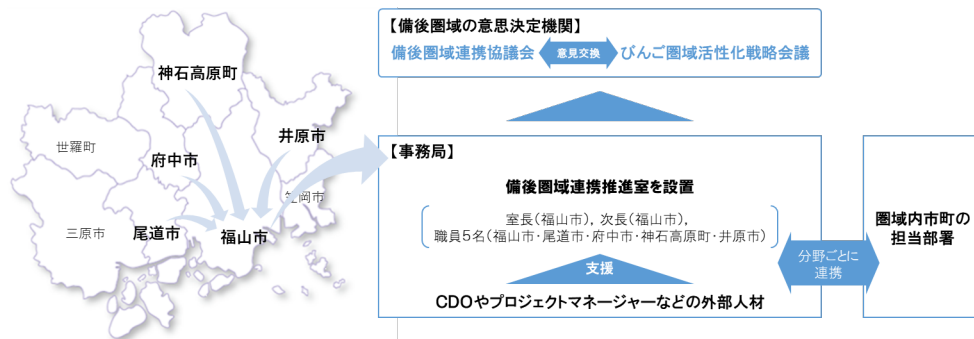 神石高原町
井原市
世羅町
府中市
笠岡市
三原市
尾道市
福山市
【備後圏域の意思決定機関】
備後圏域連携協議会 意見交換 びんご圏域活性化戦略会議
【事務局】
備後圏域連携推進室を設置
室長(福山市), 次長(福山市),
職員5名(福山市・尾道市・府中市・神石高原町・井原市)
支援
CDOやプロジェクトマネージャーなどの外部人材
分野ごとに
連携
圏域内市町の
担当部署